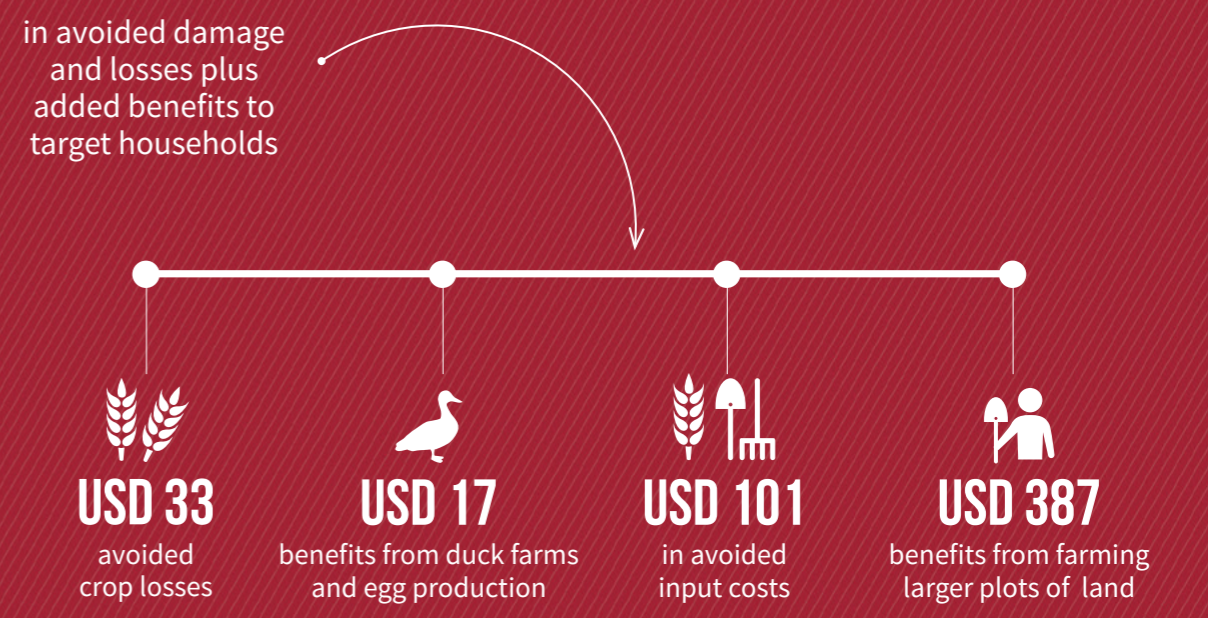 in avoided damage
and losses plus
added benefits to
target households
USD 33
avoided
crop losses
USD 17
benefits from duck farms
and egg production
USD 101
in avoided
input costs
USD 387
benefits from farming
larger plots of land